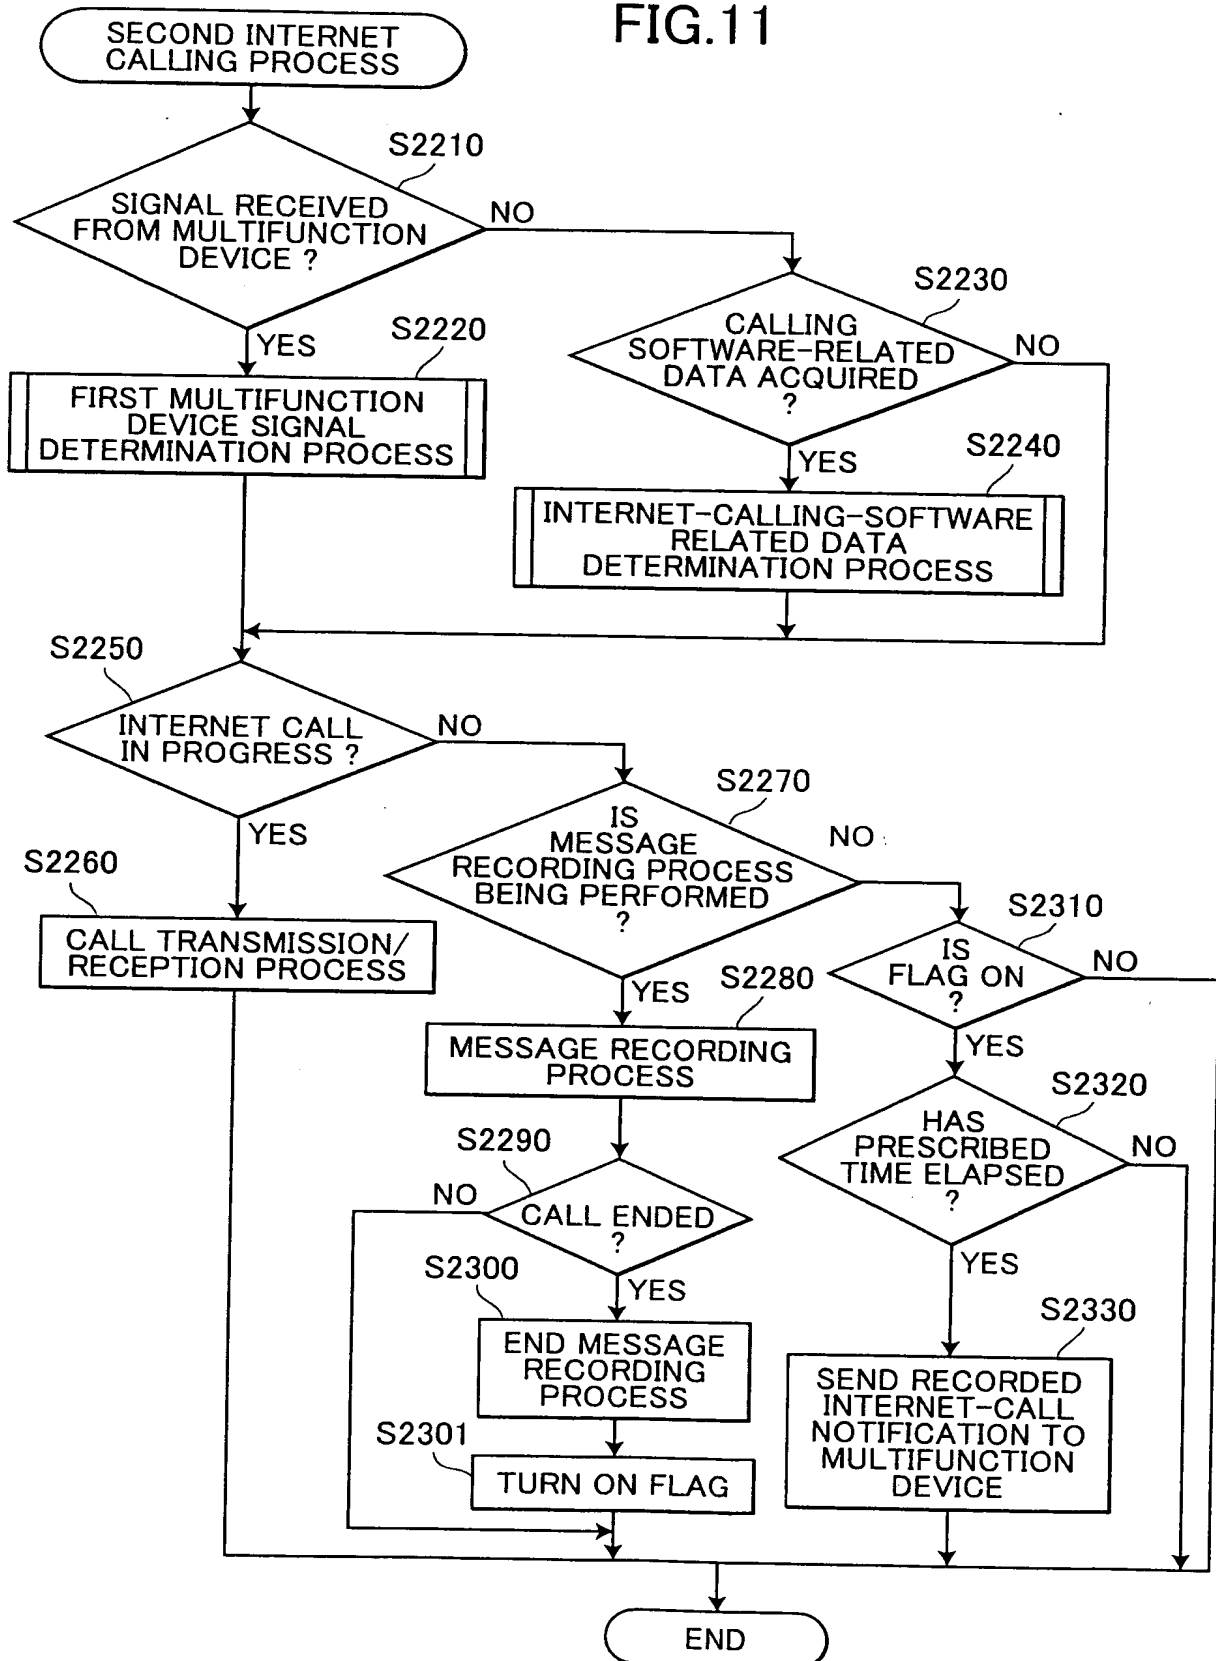 FIG.11
SECOND INTERNET
CALLING PROCESS
S2210
SIGNAL RECEIVED
FROM MULTIFUNCTION
DEVICE ?
NO
YES
S2220
FIRST MULTIFUNCTION
DEVICE SIGNAL
DETERMINATION PROCESS
S2230
CALLING
SOFTWARE-RELATED
DATA ACQUIRED
?
NO
YES
S2240
INTERNET-CALLING-SOFTWARE
RELATED DATA
DETERMINATION PROCESS
S2250
INTERNET CALL
IN PROGRESS ?
NO
YES
S2260
CALL TRANSMISSION/
RECEPTION PROCESS
S2270
IS
MESSAGE
RECORDING PROCESS
BEING PERFORMED
?
NO
YES
S2280
MESSAGE RECORDING
PROCESS
S2290
NO
CALL ENDED
?
YES
S2300
END MESSAGE
RECORDING
PROCESS
S2301
TURN ON FLAG
S2310
IS
FLAG ON
?
NO
YES
S2320
HAS
PRESCRIBED
TIME ELAPSED
?
NO
YES
S2330
SEND RECORDED
INTERNET-CALL
NOTIFICATION TO
MULTIFUNCTION
DEVICE
END